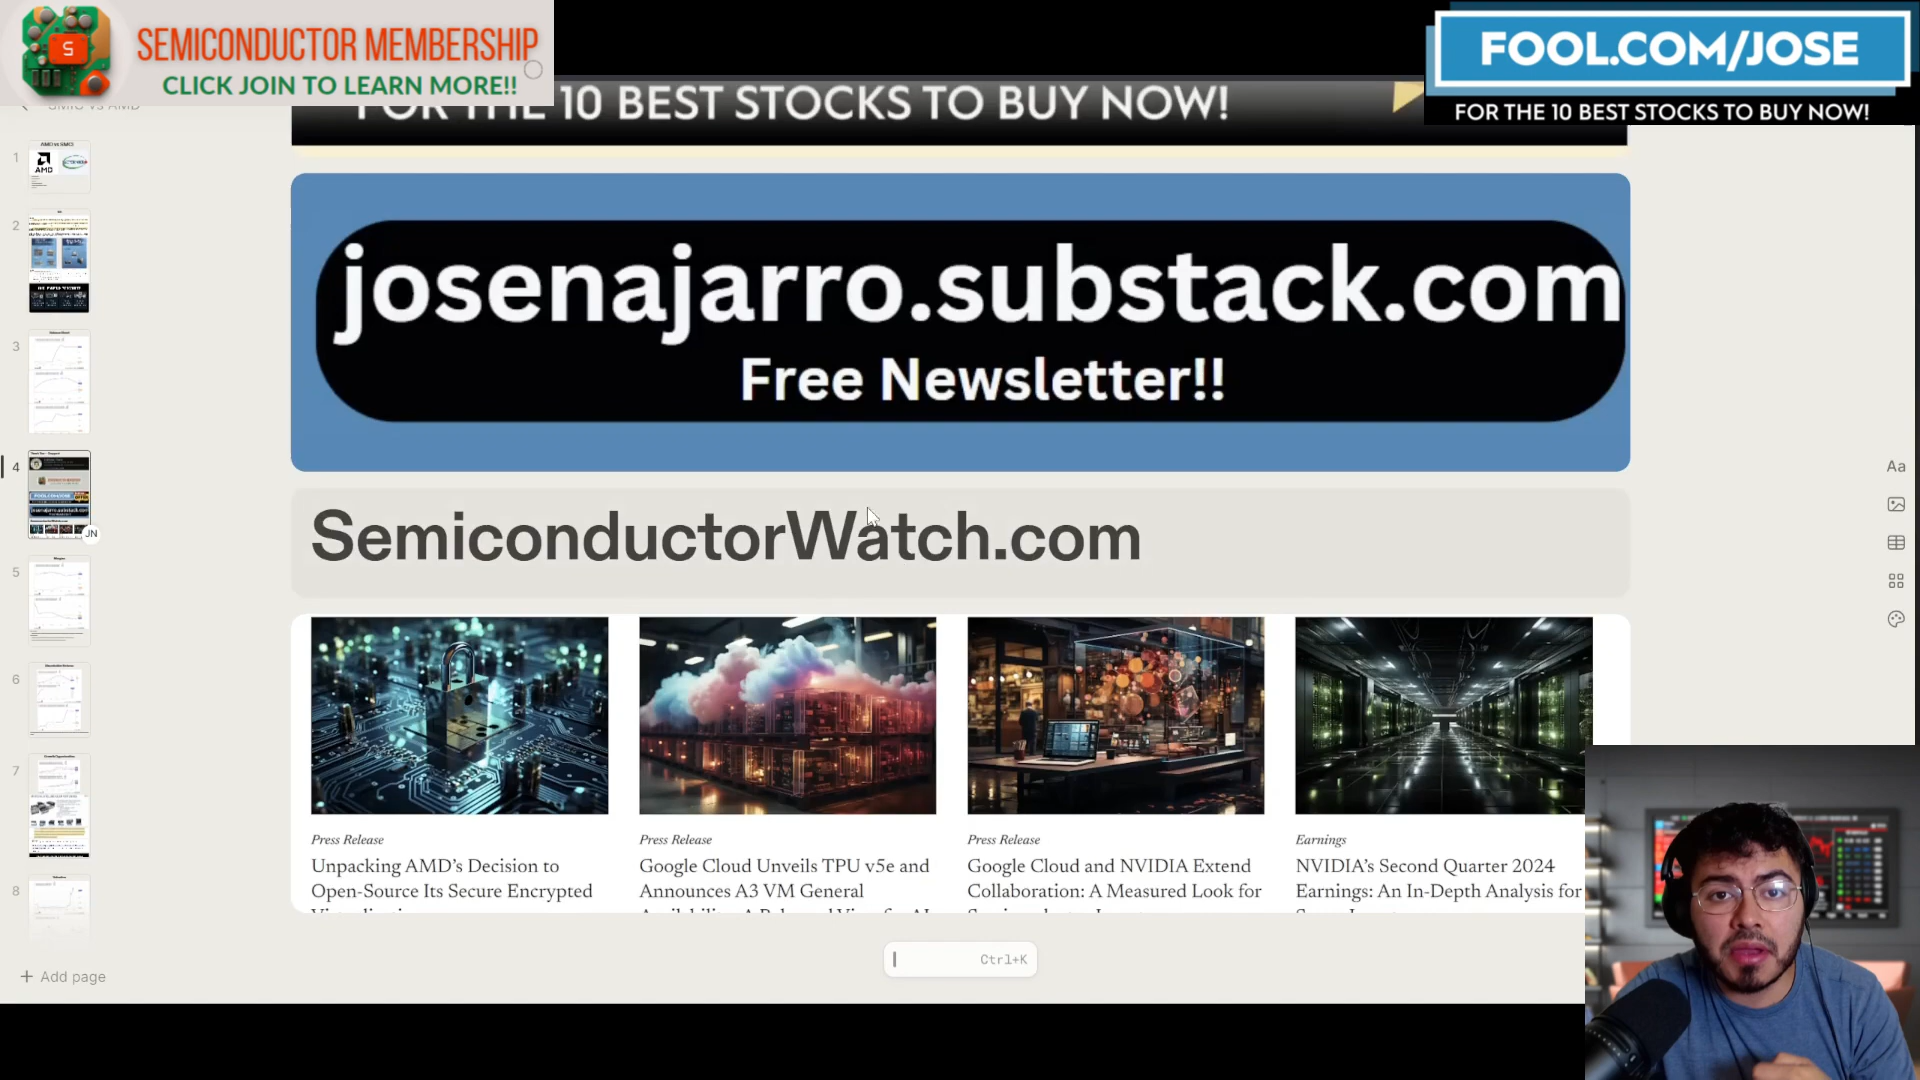 SEMICONDUCTOR MEMBERSHIP
CLICK JOIN TO LEARN MORE!!
S
FOOL.COM/JOSE
FOR THE 10 BEST STOCKS TO BUY NOW!
FOR THE 10 BEST STOCKS TO BUY NOW!
josenajarro.substack.com
Free Newsletter!!
SemiconductorWatch.com
Press Release
Unpacking AMD's Decision to
Open-Source Its Secure Encrypted
Press Release
Google Cloud Unveils TPU v5e and
Announces A3 VM General
Press Release
Google Cloud and NVIDIA Extend
Collaboration: A Measured Look for
Earnings
NVIDIA's Second Quarter 2024
Earnings: An In-Depth Analysis for
1
AMD
2
3
4
JN
5
6
7
8
+ Add page
Ctrl+K
Aa